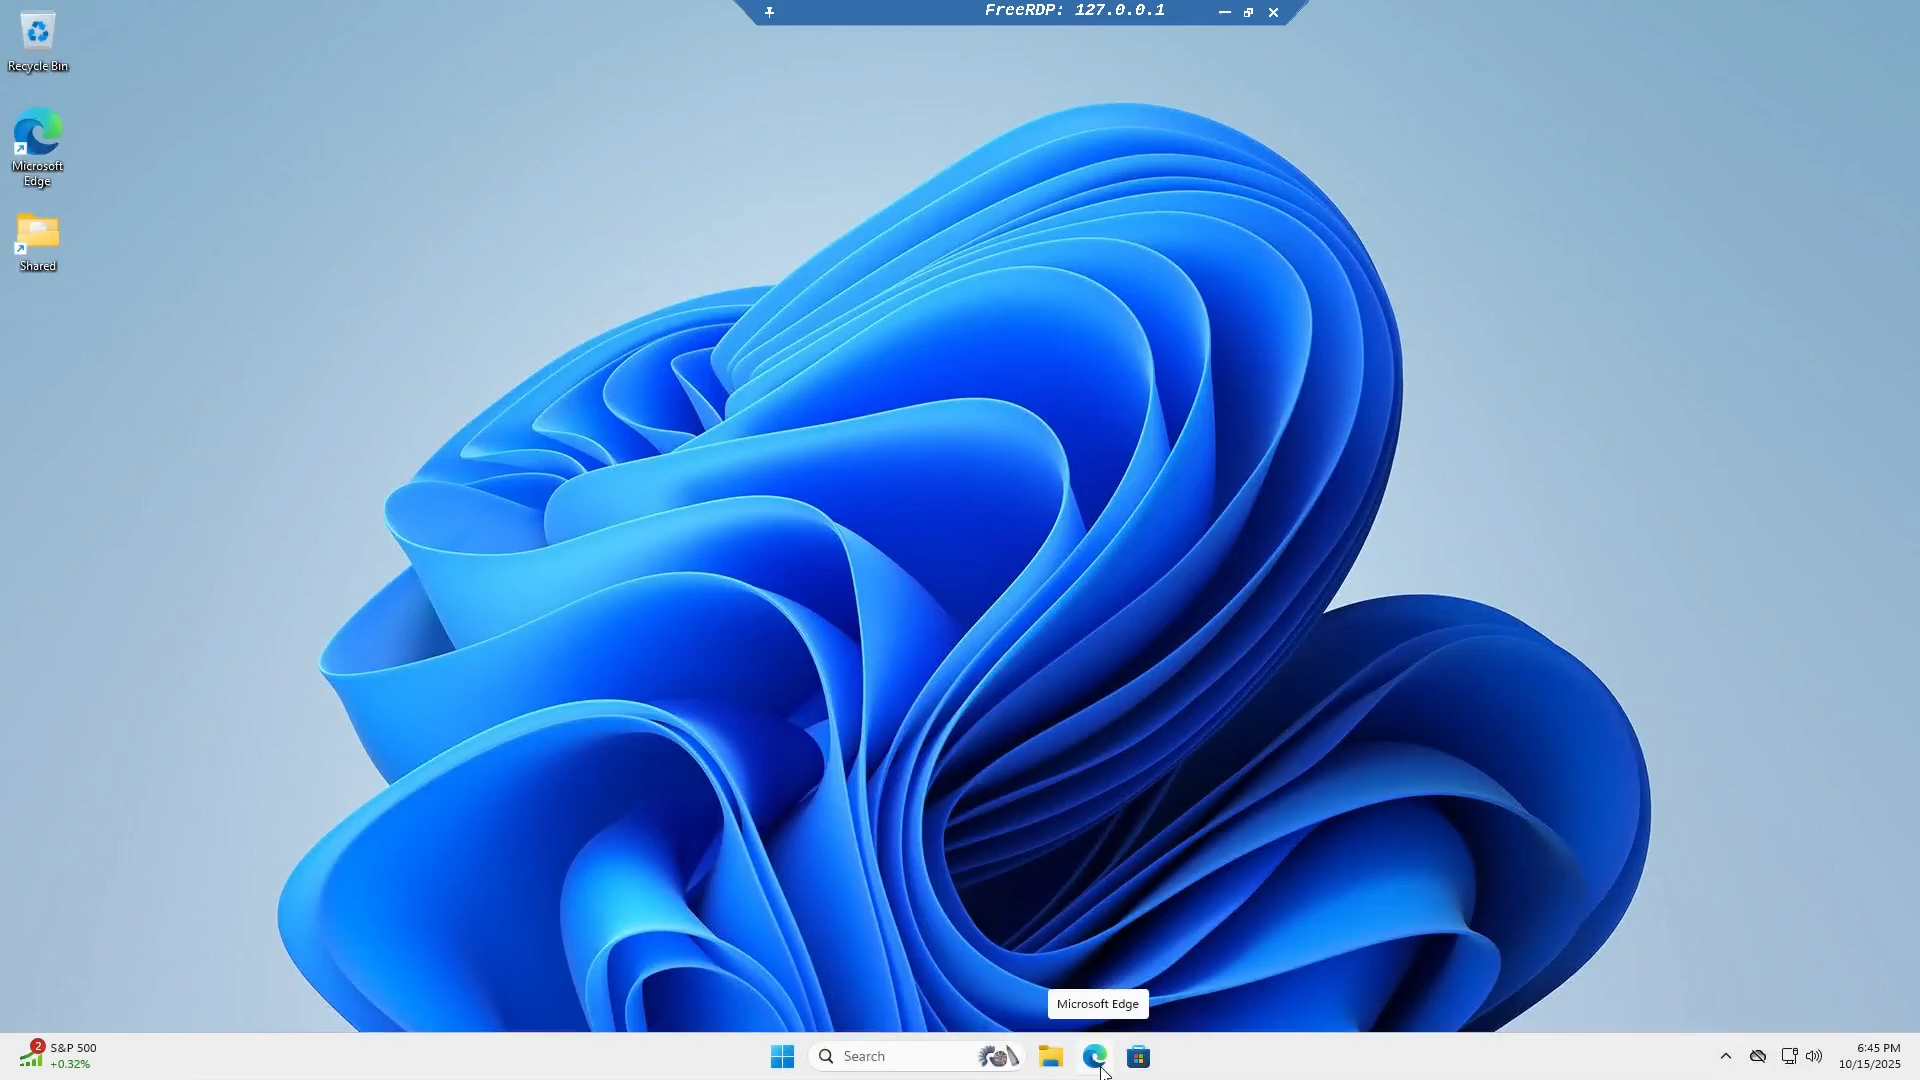 FreeRDP: 127.0.0.1
Recycle Bin
Microsoft
Edge
Shared
Microsoft Edge
2
S&P 500
+0.32%
Search
6:45 PM
10/15/2025